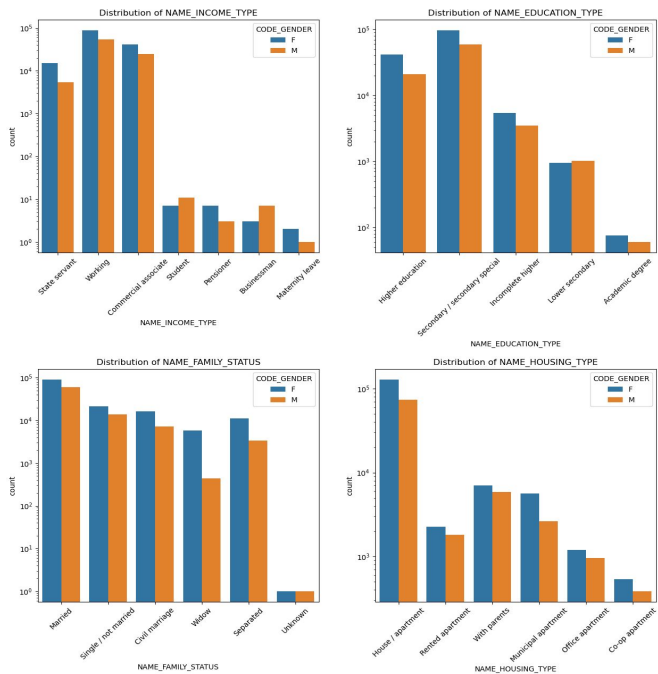 Distribution of NAME_INCOME_TYPE
CODE_GENDER
F
M
count
10^5
10^4
10^3
10^2
10^1
10^0
State servant
Working
Commercial associate
Student
Pensioner
Businessman
Maternity leave
NAME_INCOME_TYPE
Distribution of NAME_EDUCATION_TYPE
CODE_GENDER
F
M
count
10^5
10^4
10^3
10^2
Higher education
Secondary / secondary special
Incomplete higher
Lower secondary
Academic degree
NAME_EDUCATION_TYPE
Distribution of NAME_FAMILY_STATUS
CODE_GENDER
F
M
count
10^5
10^4
10^3
10^2
10^1
10^0
Married
Single / not married
Civil marriage
Widow
Separated
Unknown
NAME_FAMILY_STATUS
Distribution of NAME_HOUSING_TYPE
CODE_GENDER
F
M
count
10^5
10^4
10^3
House / apartment
Rented apartment
With parents
Municipal apartment
Office apartment
Co-op apartment
NAME_HOUSING_TYPE